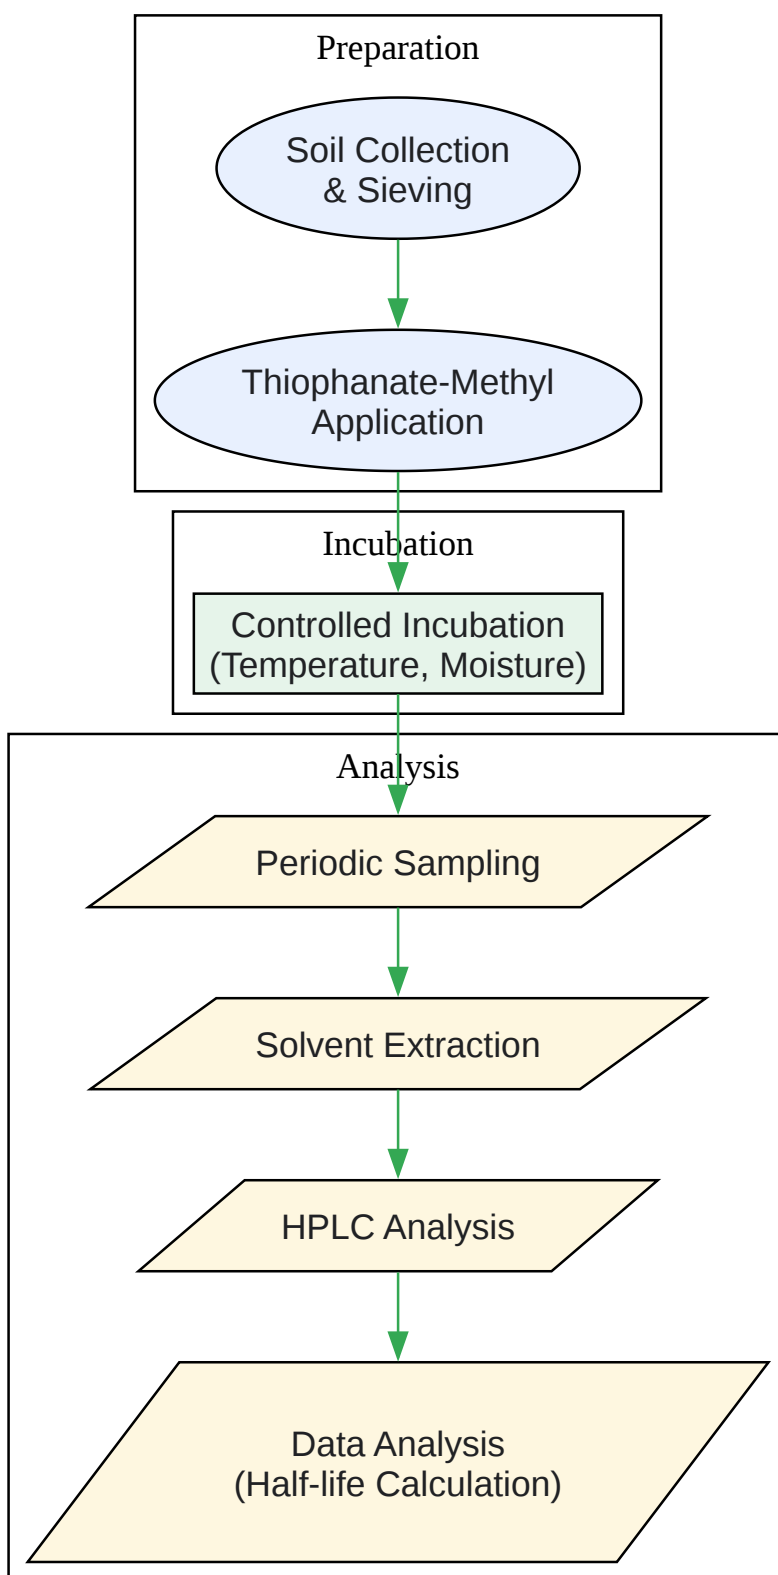 Preparation
Soil Collection
& Sieving
Thiophanate-Methyl
Application
Incubation
Controlled Incubation
(Temperature, Moisture)
Analysis
Periodic Sampling
Solvent Extraction
HPLC Analysis
Data Analysis
(Half-life Calculation)